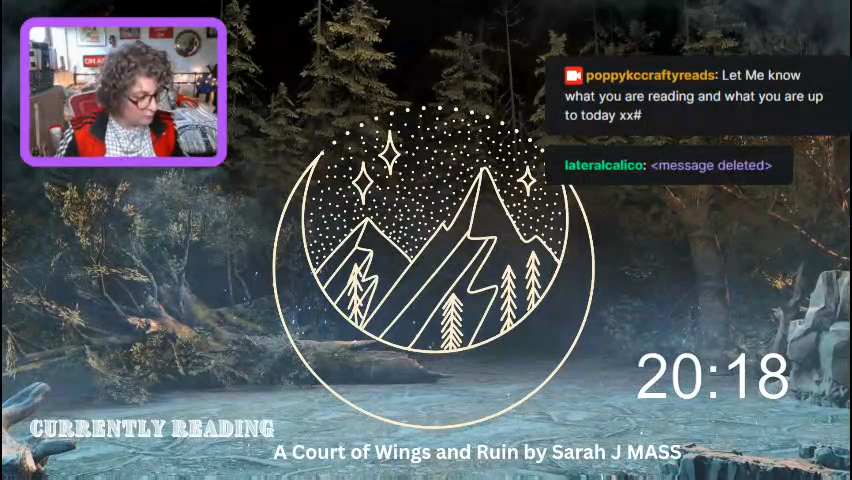 ON A
poppykccraftyreads: Let Me know
what you are reading and what you are up
to today xx#
lateralcalico: <message deleted>
20:18
CURRENTLY READING
A Court of Wings and Ruin by Sarah J MASS